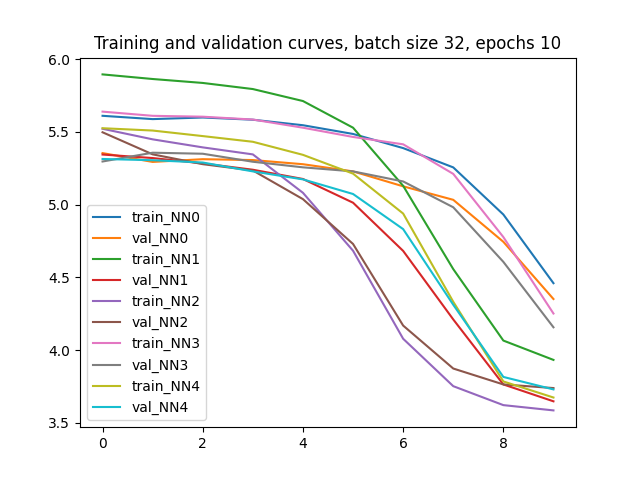 Training and validation curves, batch size 32, epochs 10
6.0
5.5
5.0
4.5
4.0
3.5
train_NN0
val_NN0
train_NN1
val_NN1
train_NN2
val_NN2
train_NN3
val_NN3
train_NN4
val_NN4
0 2 4 6 8